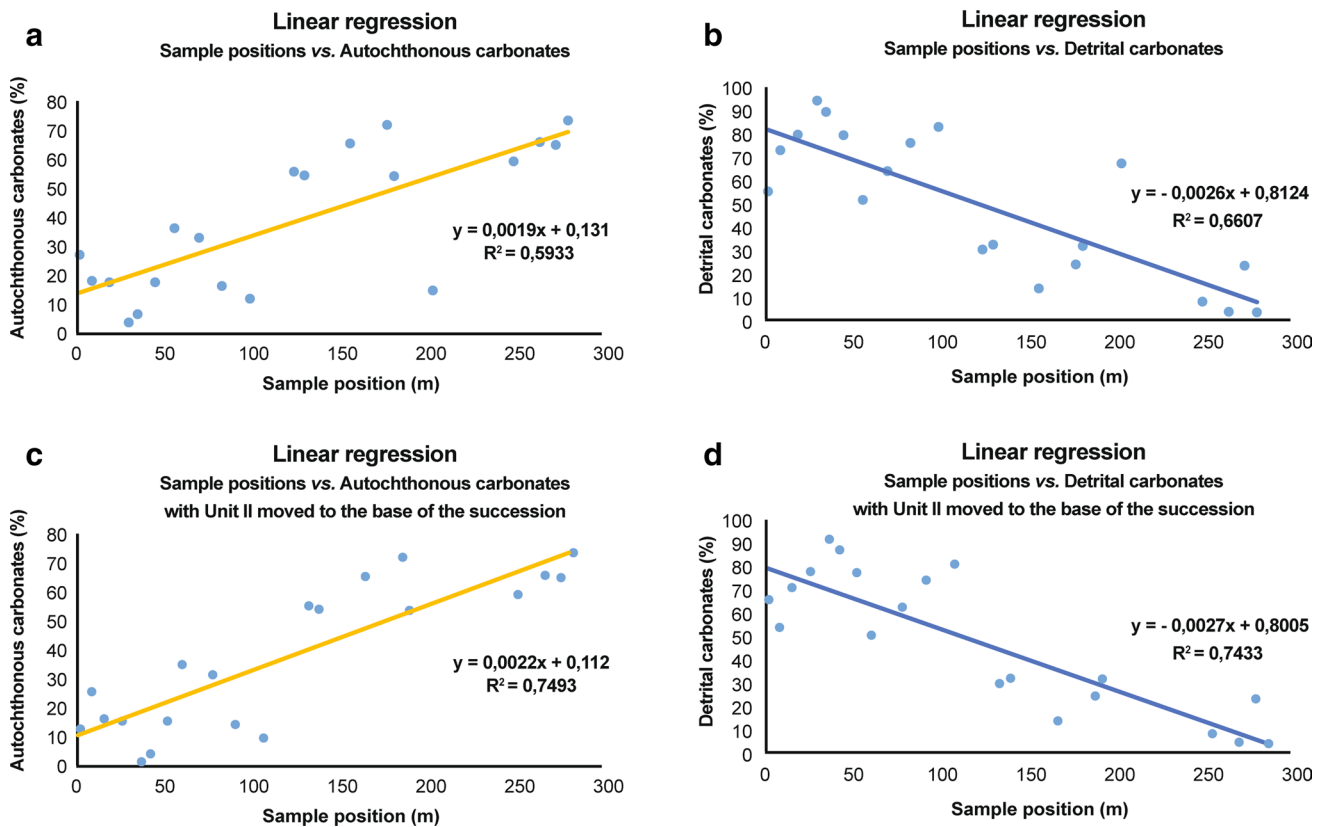 a
Linear regression
Sample positions vs. Autochthonous carbonates
Autochthonous carbonates (%)
80
70
60
50
40
30
20
10
0
y = 0,0019x + 0,131
R² = 0,5933
0 50 100 150 200 250 300
Sample position (m)
b
Linear regression
Sample positions vs. Detrital carbonates
Detrital carbonates (%)
100
90
80
70
60
50
40
30
20
10
0
y = - 0,0026x + 0,8124
R² = 0,6607
0 50 100 150 200 250 300
Sample position (m)
c
Linear regression
Sample positions vs. Autochthonous carbonates
with Unit II moved to the base of the succession
Autochthonous carbonates (%)
80
70
60
50
40
30
20
10
0
y = 0,0022x + 0,112
R² = 0,7493
0 50 100 150 200 250 300
Sample position (m)
d
Linear regression
Sample positions vs. Detrital carbonates
with Unit II moved to the base of the succession
Detrital carbonates (%)
100
90
80
70
60
50
40
30
20
10
0
y = - 0,0027x + 0,8005
R² = 0,7433
0 50 100 150 200 250 300
Sample position (m)